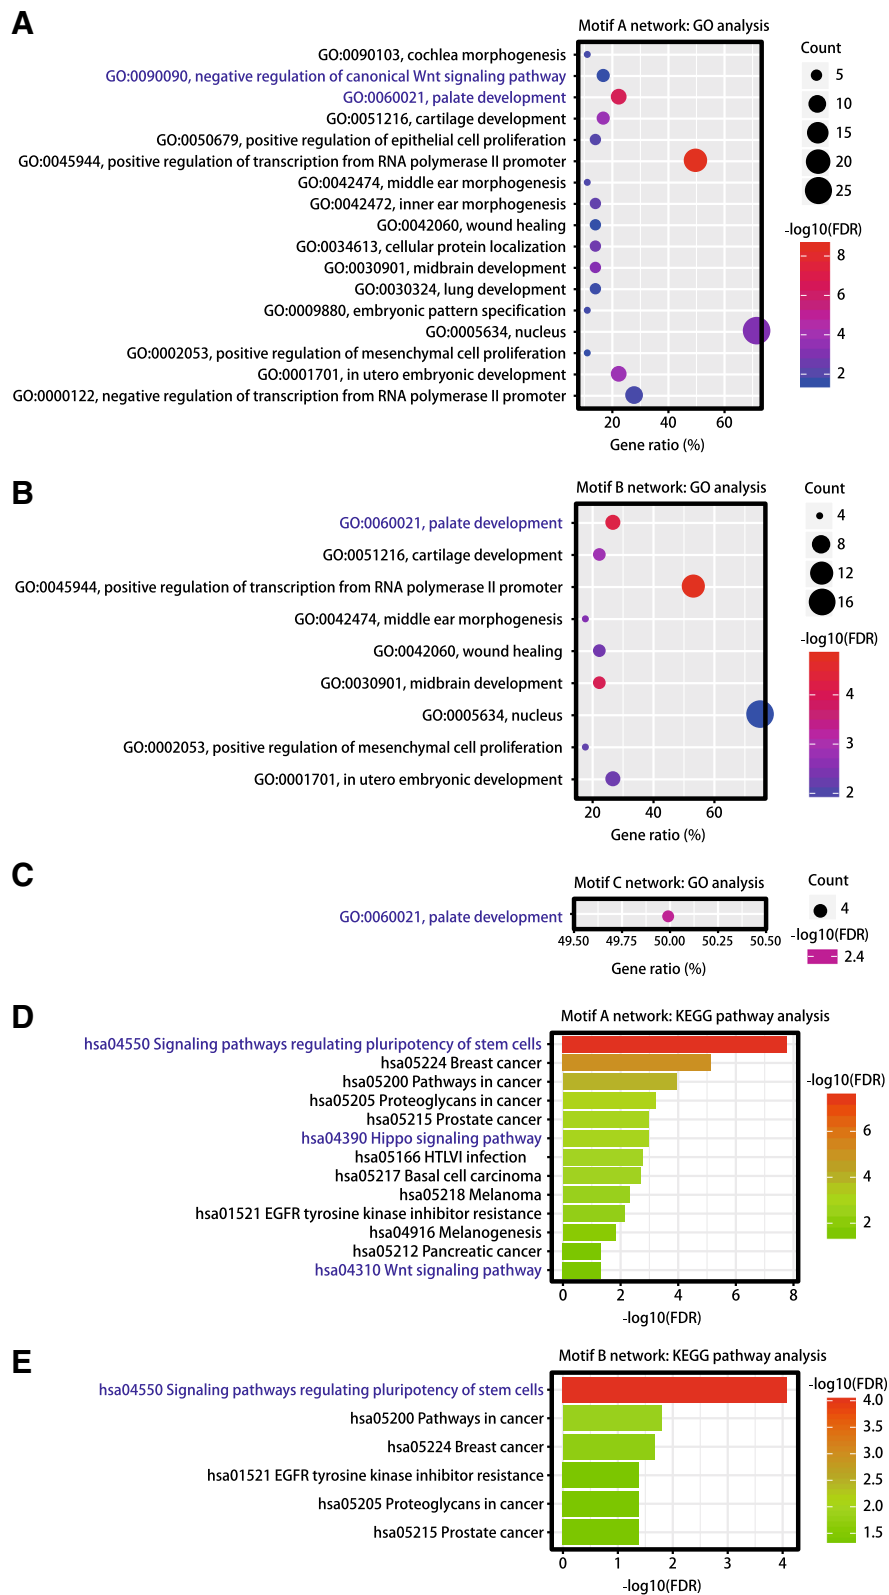 A
Motif A network: GO analysis
GO:0090103, cochlea morphogenesis
GO:0090090, negative regulation of canonical Wnt signaling pathway
GO:0060021, palate development
GO:0051216, cartilage development
GO:0050679, positive regulation of epithelial cell proliferation
GO:0045944, positive regulation of transcription from RNA polymerase II promoter
GO:0042474, middle ear morphogenesis
GO:0042472, inner ear morphogenesis
GO:0042060, wound healing
GO:0034613, cellular protein localization
GO:0030901, midbrain development
GO:0030324, lung development
GO:0009880, embryonic pattern specification
GO:0005634, nucleus
GO:0002053, positive regulation of mesenchymal cell proliferation
GO:0001701, in utero embryonic development
GO:0000122, negative regulation of transcription from RNA polymerase II promoter
20 40 60
Gene ratio (%)
Count
5
10
15
20
25
-log10(FDR)
8
6
4
2
B
Motif B network: GO analysis
GO:0060021, palate development
GO:0051216, cartilage development
GO:0045944, positive regulation of transcription from RNA polymerase II promoter
GO:0042474, middle ear morphogenesis
GO:0042060, wound healing
GO:0030901, midbrain development
GO:0005634, nucleus
GO:0002053, positive regulation of mesenchymal cell proliferation
GO:0001701, in utero embryonic development
20 40 60
Gene ratio (%)
Count
4
8
12
16
-log10(FDR)
4
3
2
C
Motif C network: GO analysis
GO:0060021, palate development
49.50 49.75 50.00 50.25 50.50
Gene ratio (%)
Count
4
-log10(FDR)
2.4
D
Motif A network: KEGG pathway analysis
hsa04550 Signaling pathways regulating pluripotency of stem cells
hsa05224 Breast cancer
hsa05200 Pathways in cancer
hsa05205 Proteoglycans in cancer
hsa05215 Prostate cancer
hsa04390 Hippo signaling pathway
hsa05166 HTLVI infection
hsa05217 Basal cell carcinoma
hsa05218 Melanoma
hsa01521 EGFR tyrosine kinase inhibitor resistance
hsa04916 Melanogenesis
hsa05212 Pancreatic cancer
hsa04310 Wnt signaling pathway
0 2 4 6 8
-log10(FDR)
-log10(FDR)
6
4
2
E
Motif B network: KEGG pathway analysis
hsa04550 Signaling pathways regulating pluripotency of stem cells
hsa05200 Pathways in cancer
hsa05224 Breast cancer
hsa01521 EGFR tyrosine kinase inhibitor resistance
hsa05205 Proteoglycans in cancer
hsa05215 Prostate cancer
0 1 2 3 4
-log10(FDR)
-log10(FDR)
4.0
3.5
3.0
2.5
2.0
1.5